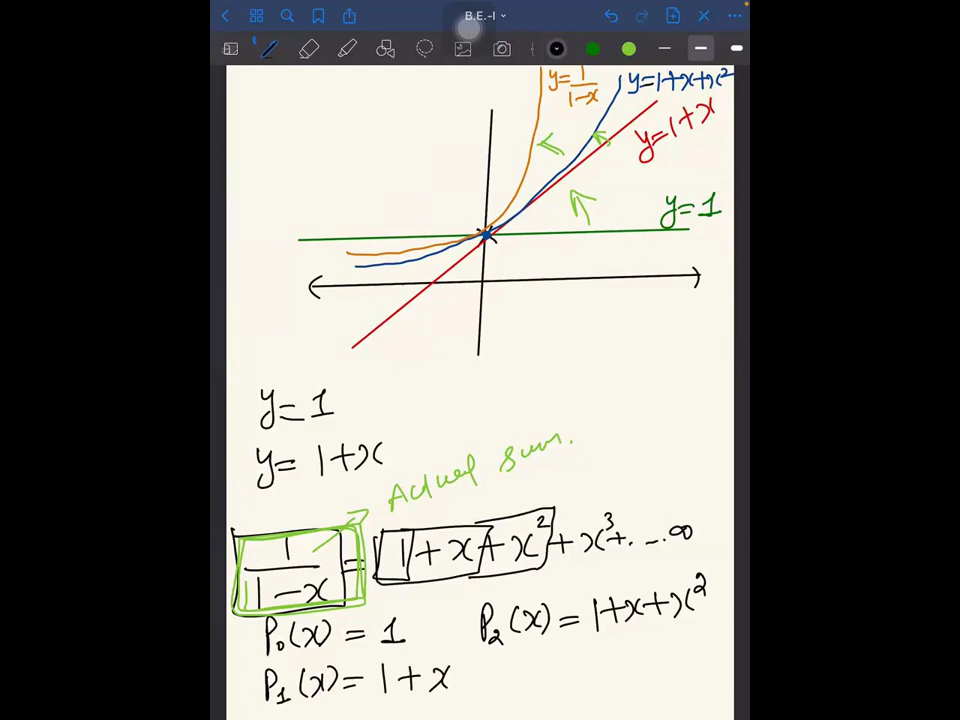 B.E.-I
y=1/(1-x)
y=1+x+x²
y=1+x
y=1
y=1
y=1+x
Actual sum.
1/(1-x) = 1+x+x²+x³+. -..∞
P₀(x) = 1
P₂(x) = 1+x+x²
P₁(x) = 1+x